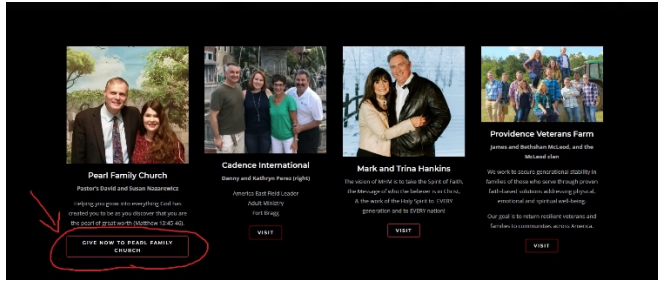 Pearl Family Church
Pastor's David and Susan Nazarewicz
Helping you grow into everything God has
created you to be as you discover that you are
the pearl of great worth (Matthew 13:45-46).
GIVE NOW TO PEARL FAMILY
CHURCH
Cadence International
Danny and Kathryn Perez (right)
America East Field Leader
Adult Ministry
Fort Bragg
VISIT
Mark and Trina Hankins
The vision of MHV is to take the Spirit of Faith,
the Message of who the believer is in CHRIST,
& the work of the Holy Spirit to EVERY
generation and to EVERY nation!
VISIT
Providence Veterans Farm
James and Bethshan McLeod, and the
McLeod clan
We work to secure generational stability in
families of those who serve through proven
faith-based solutions addressing physical,
emotional and spiritual well-being.
Our goal is to return resilient veterans and
families to communities across America.
VISIT